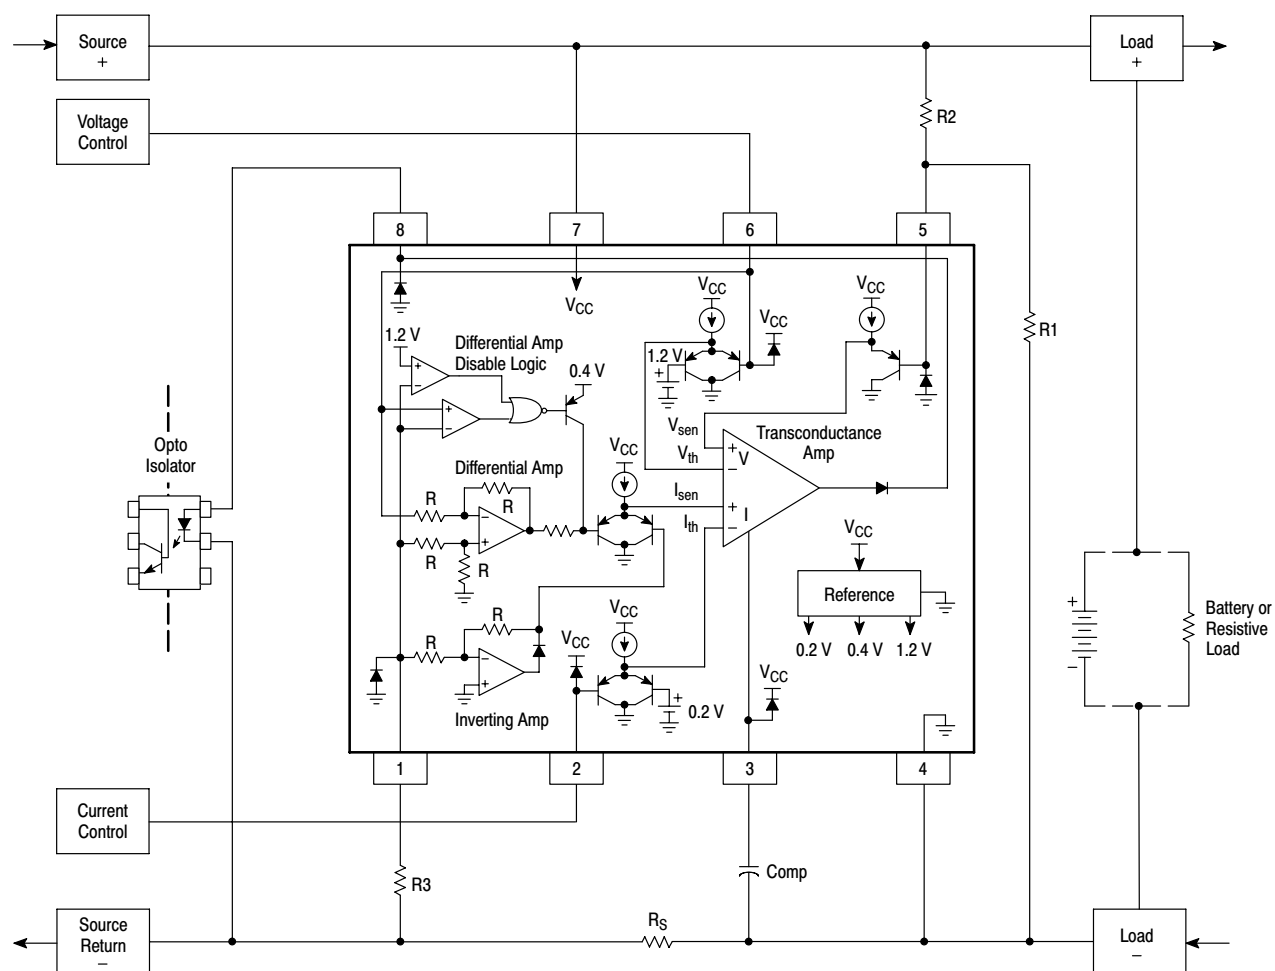 Source
+
Load
+
Voltage
Control
R2
8
7
6
5
VCC
VCC
VCC
VCC
R1
1.2 V
Differential Amp
Disable Logic
0.4 V
1.2 V
+
+
−
+
−
Opto
Isolator
Vsen
Vth
Isen
Ith
+
V
−
+
I
−
Transconductance
Amp
VCC
Differential Amp
R
R
−
+
R
R
VCC
Reference
0.2 V
0.4 V
1.2 V
+
−
Battery or
Resistive
Load
R
R
−
+
Inverting Amp
VCC
VCC
+
0.2 V
VCC
1
2
3
4
Current
Control
R3
Comp
Source
Return
−
RS
Load
−